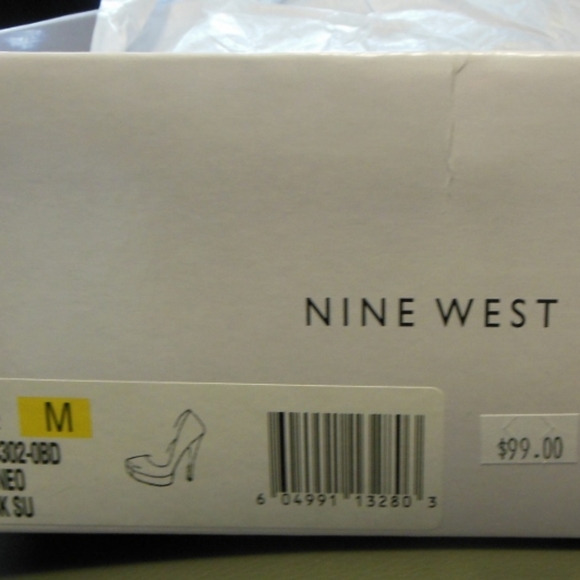 NINE WEST
M
302-0BD
NEO
K SU
6 04991 13280 3
$99.00